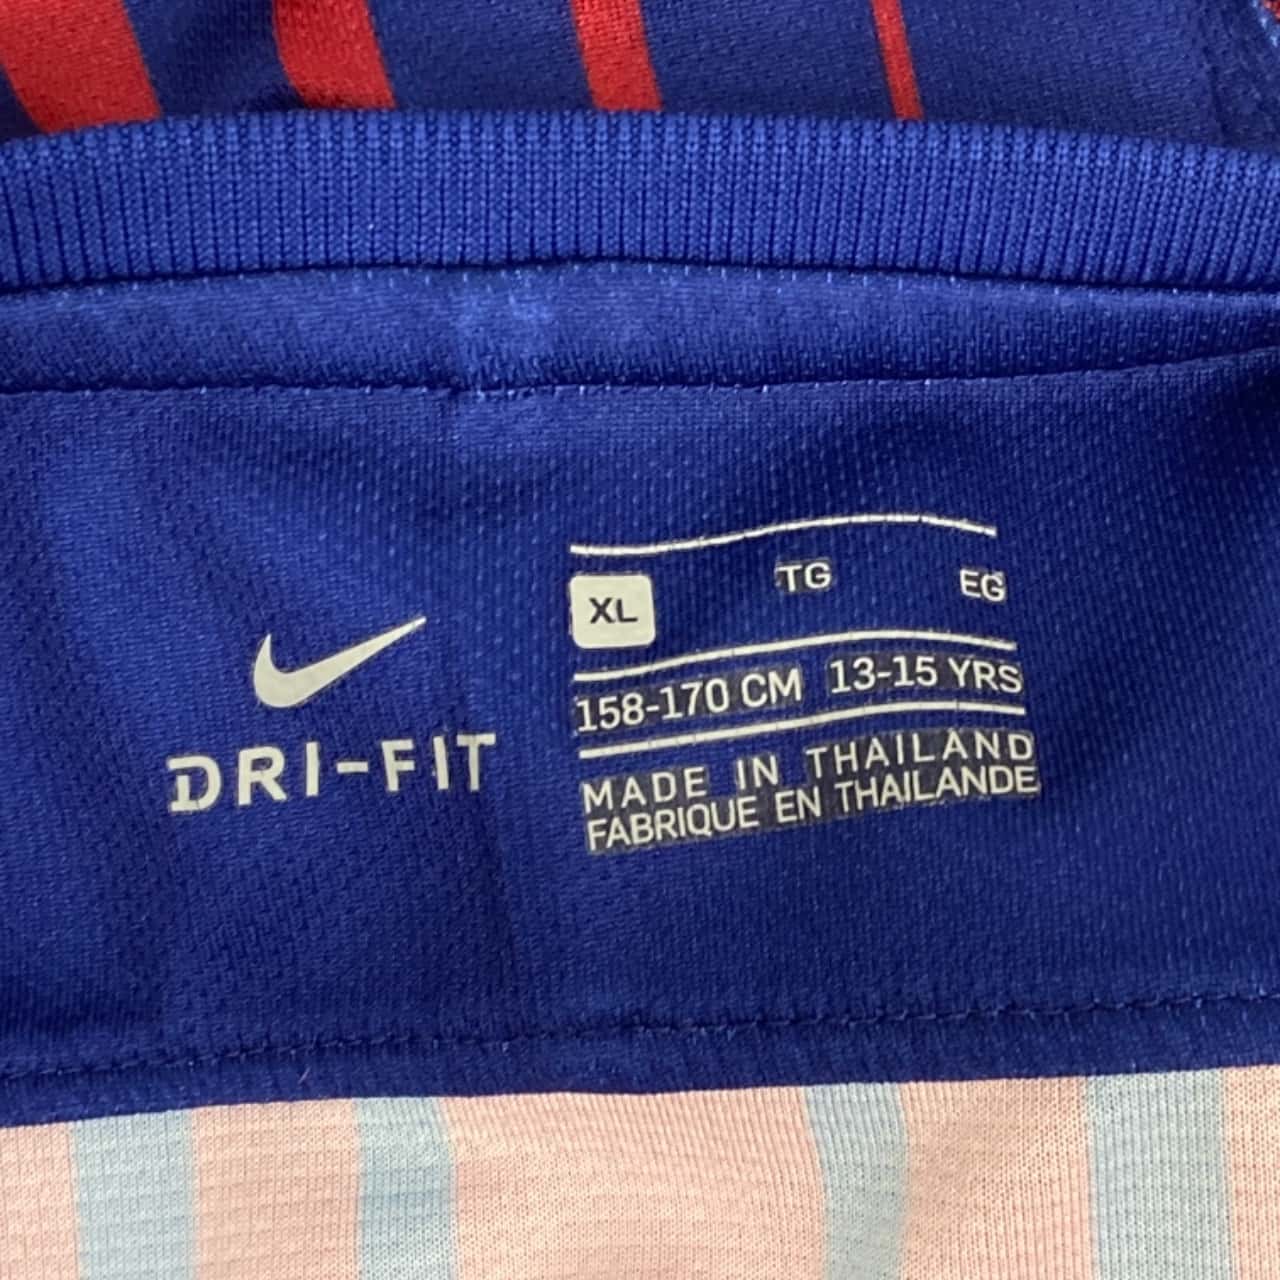 DRI-FIT
XL TG EG
158-170 CM 13-15 YRS
MADE IN THAILAND
FABRIQUE EN THAILANDE